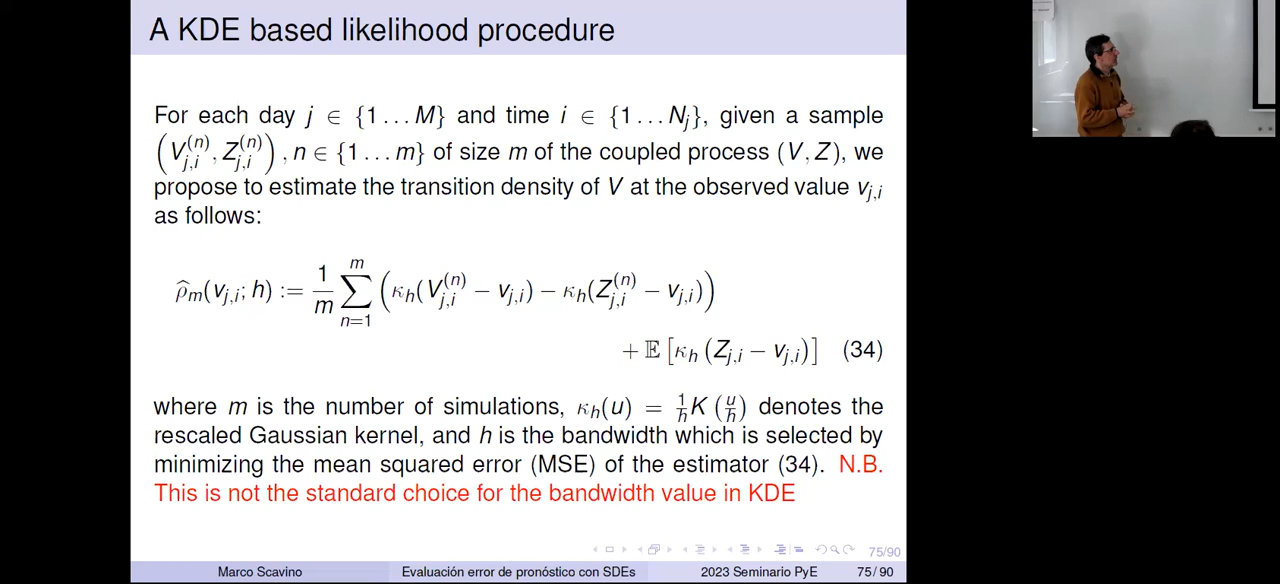 A KDE based likelihood procedure
For each day j ∈ {1 … M} and time i ∈ {1 … N_j}, given a sample
(V_{j,i}^{(n)}, Z_{j,i}^{(n)}), n ∈ {1 … m} of size m of the coupled process (V, Z), we
propose to estimate the transition density of V at the observed value v_{j,i}
as follows:
ρ̂_m(v_{j,i}; h) := \frac{1}{m} \sum_{n=1}^{m} (κ_h(V_{j,i}^{(n)} − v_{j,i}) − κ_h(Z_{j,i}^{(n)} − v_{j,i}))
+ 𝔼 [κ_h (Z_{j,i} − v_{j,i})] (34)
where m is the number of simulations, κ_h(u) = \frac{1}{h} K (\frac{u}{h}) denotes the
rescaled Gaussian kernel, and h is the bandwidth which is selected by
minimizing the mean squared error (MSE) of the estimator (34). N.B.
This is not the standard choice for the bandwidth value in KDE
75/90
Marco Scavino Evaluación error de pronóstico con SDEs 2023 Seminario PyE 75 / 90